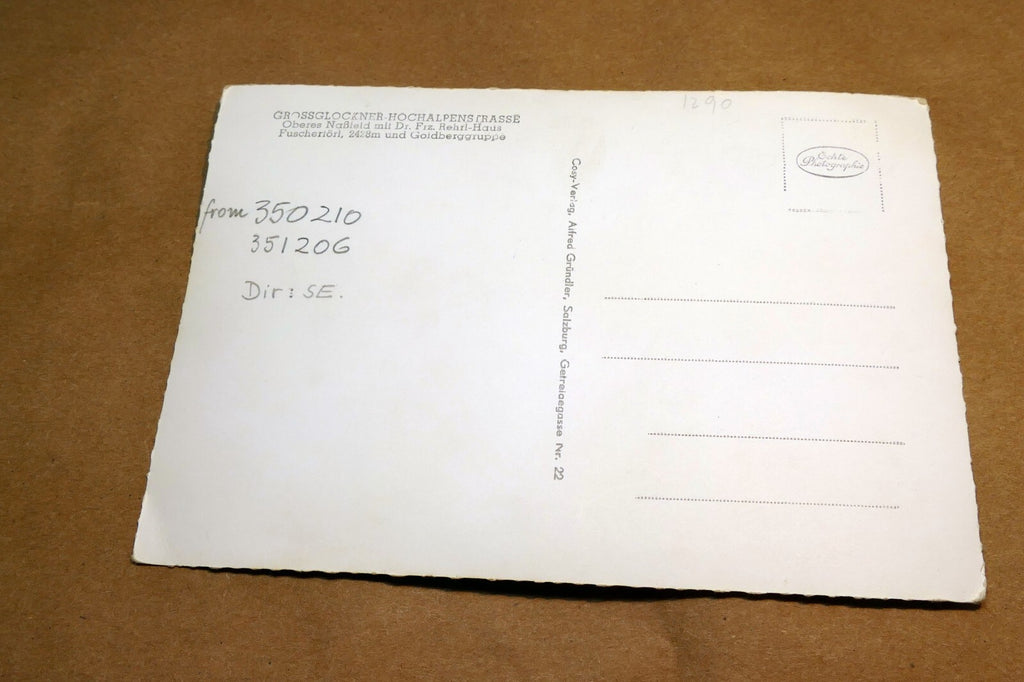 GROSSGLOCKNER-HOCHALPENSTRASSE
Oberes Naßfeld mit Dr. Frz. Rehrl-Haus
Fuschertörl, 2428m und Goldberggruppe
from 350210
351206
Dir: SE.
Cosy-Verlag, Alfred Gründler, Salzburg, Getreidegasse Nr. 22
1290
Echte
Photographie